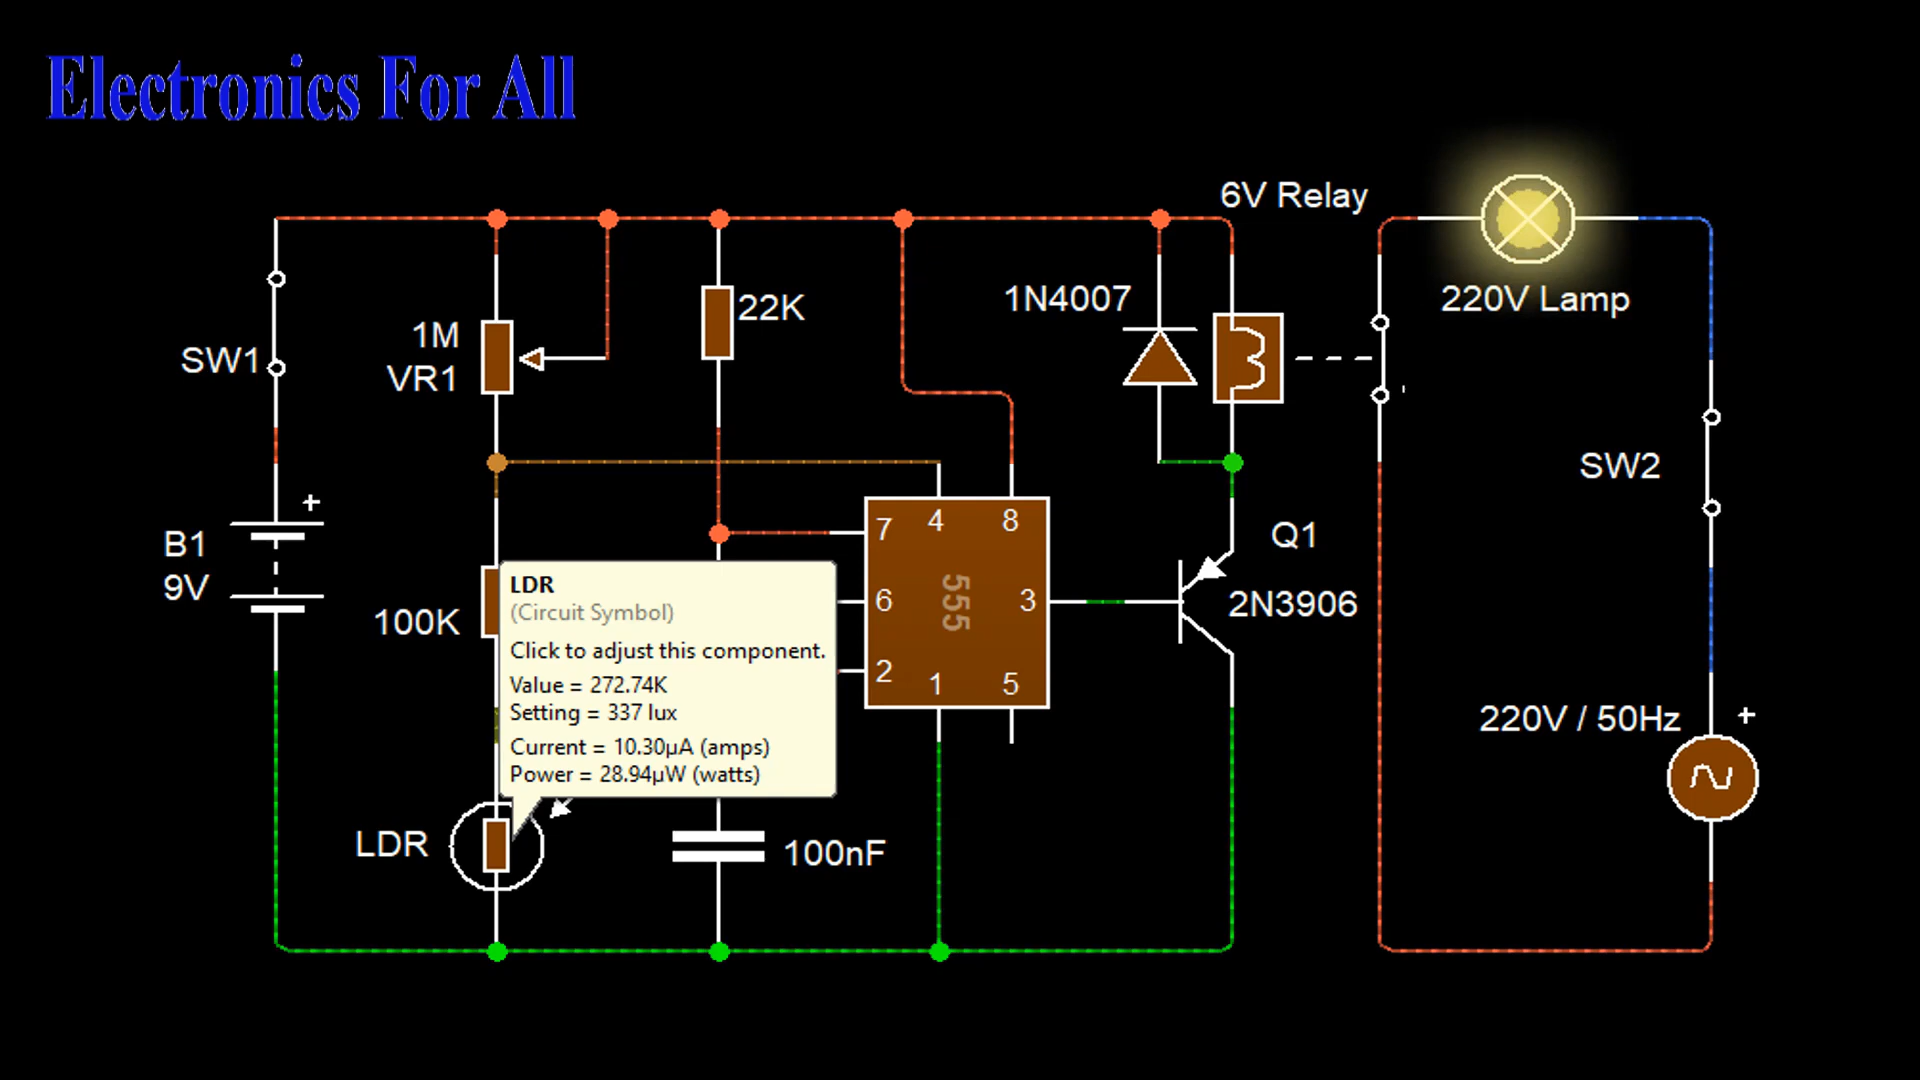 Electronics For All
6V Relay
220V Lamp
1N4007
22K
1M
VR1
SW1
SW2
+
B1
9V
7
4
8
6
555
3
2
1
5
Q1
2N3906
100K
LDR
(Circuit Symbol)
Click to adjust this component.
Value = 272.74K
Setting = 337 lux
Current = 10.30µA (amps)
Power = 28.94µW (watts)
220V / 50Hz
+
LDR
100nF